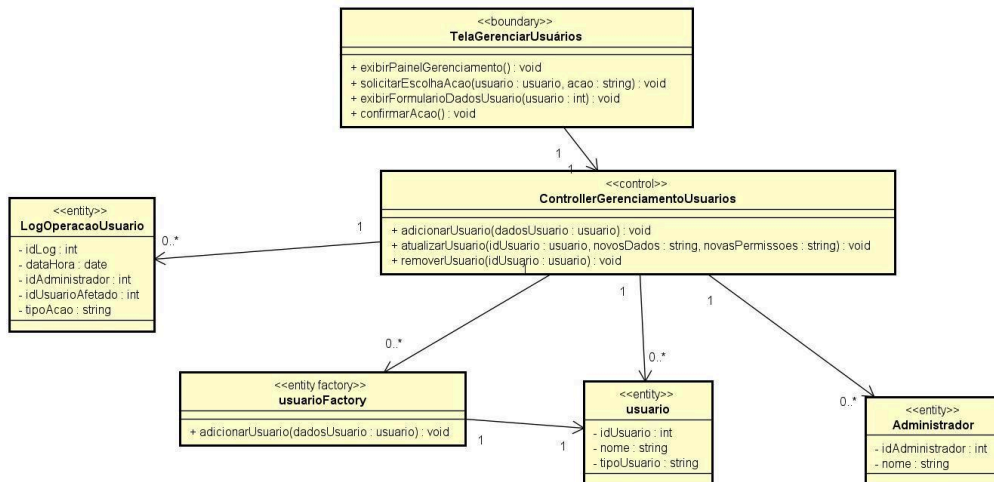 <<boundary>>
TelaGerenciarUsuários
+ exibirPainelGerenciamento() : void
+ solicitarEscolhaAcao(usuario : usuario, acao : string) : void
+ exibirFormularioDadosUsuario(usuario : int) : void
+ confirmarAcao() : void
1
1
<<control>>
ControllerGerenciamentoUsuarios
+ adicionarUsuario(dadosUsuario : usuario) : void
+ atualizarUsuario(idUsuario : usuario, novosDados : string, novasPermissoes : string) : void
+ removerUsuario(idUsuario : usuario) : void
<<entity>>
LogOperacaoUsuario
- idLog : int
- dataHora : date
- idAdministrador : int
- idUsuarioAfetado : int
- tipoAcao : string
1
0..*
1
1
1
0..*
0..*
0..*
<<entity factory>>
usuarioFactory
+ adicionarUsuario(dadosUsuario : usuario) : void
1
1
<<entity>>
usuario
- idUsuario : int
- nome : string
- tipoUsuario : string
<<entity>>
Administrador
- idAdministrador : int
- nome : string